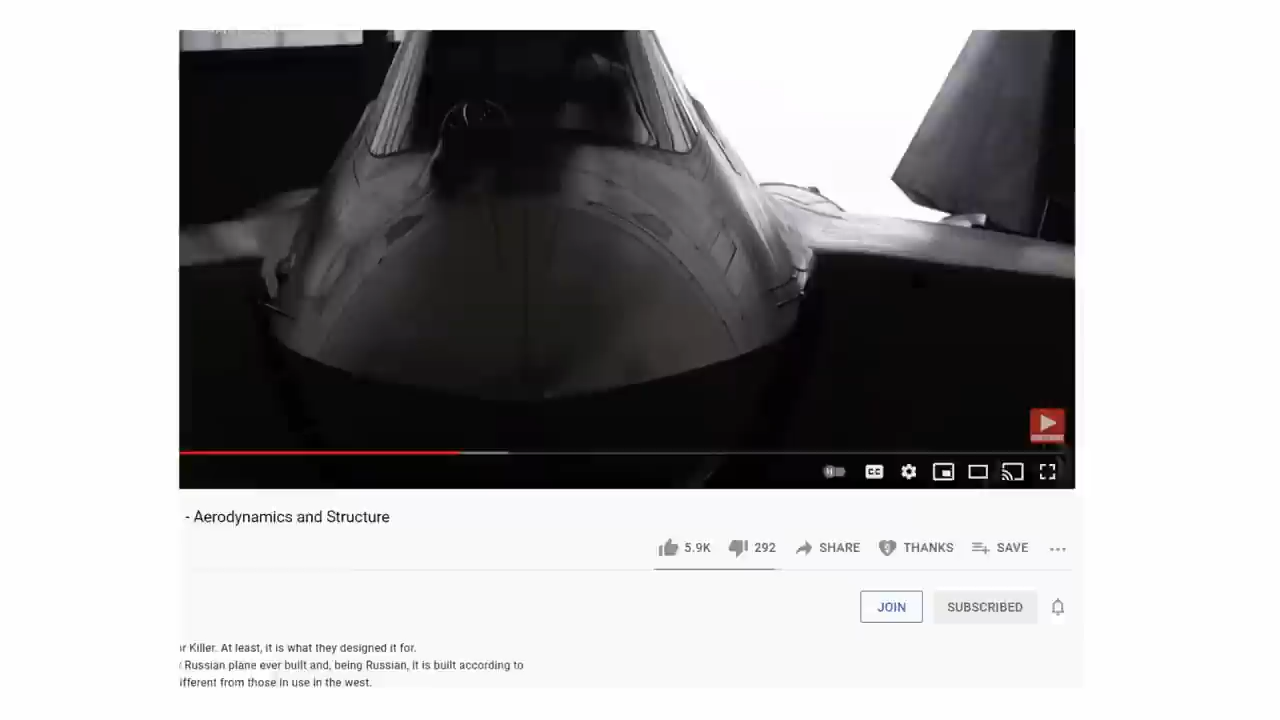 - Aerodynamics and Structure
5.9K 292 SHARE THANKS SAVE
JOIN SUBSCRIBED
r Killer. At least, it is what they designed it for.
Russian plane ever built and, being Russian, it is built according to
ifferent from those in use in the west.